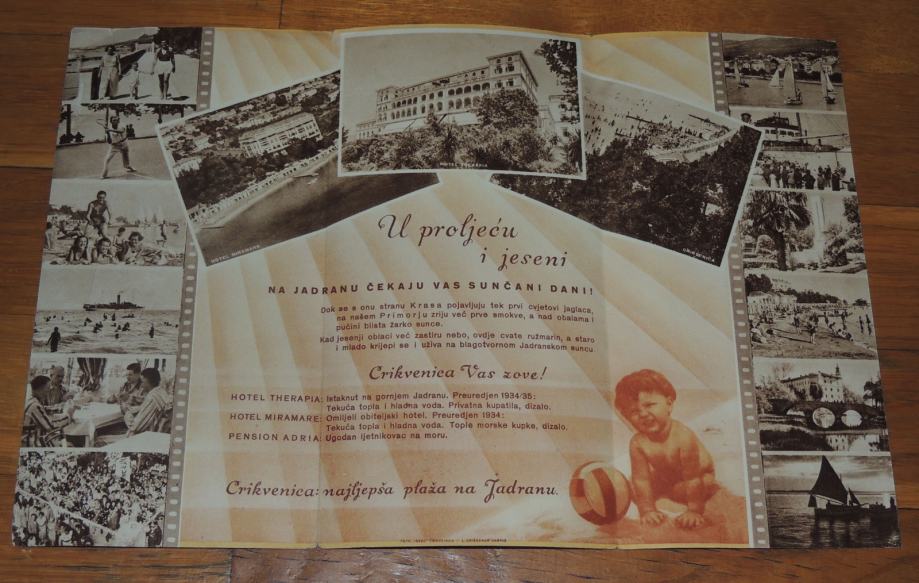 HOTEL THERAPIA
HOTEL MIRAMARE
CRIKVENICA
U proljeću
i jeseni
NA JADRANU ČEKAJU VAS SUNČANI DANI!
Dok se s onu stranu Krasa pojavljuju tek prvi cvjetovi jaglaca,
na našem Primorju zriju već prve smokve, a nad obalama i
pučini blista žarko sunce.
Kad jesenji oblaci već zastiru nebo, ovdje cvate ružmarin, a staro
i mlado krijepi se i uživa na blagotvornom Jadranskom suncu.
Crikvenica Vas zove!
HOTEL THERAPIA: Istaknut na gornjem Jadranu. Preuredjen 1934/35:
Tekuća topla i hladna voda. Privatna kupatila, dizalo.
HOTEL MIRAMARE: Omiljeli obiteljski hotel. Preuredjen 1934:
Tekuća topla i hladna voda. Tople morske kupke, dizalo.
PENSION ADRIA: Ugodan ljetnikovac na moru.
Crikvenica: najljepša plaža na Jadranu.